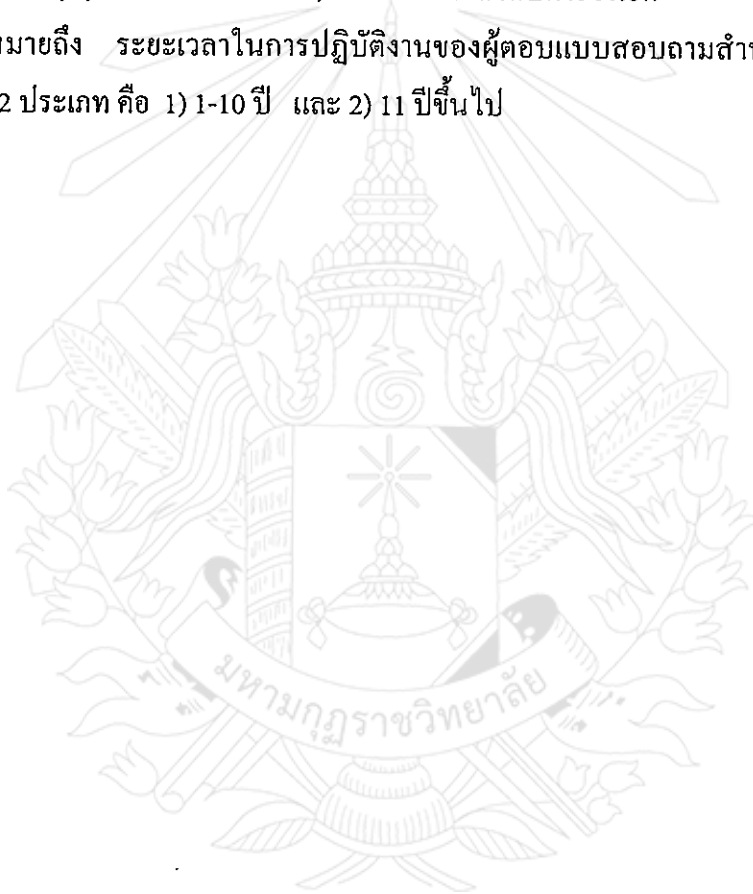 หมายถึง ระยะเวลาในการปฏิบัติงานของผู้ตอบแบบสอบถาม
2 ประเภท คือ 1) 1-10 ปี และ 2) 11 ปีขึ้นไป
มหามกุฏราชวิทยาลัย